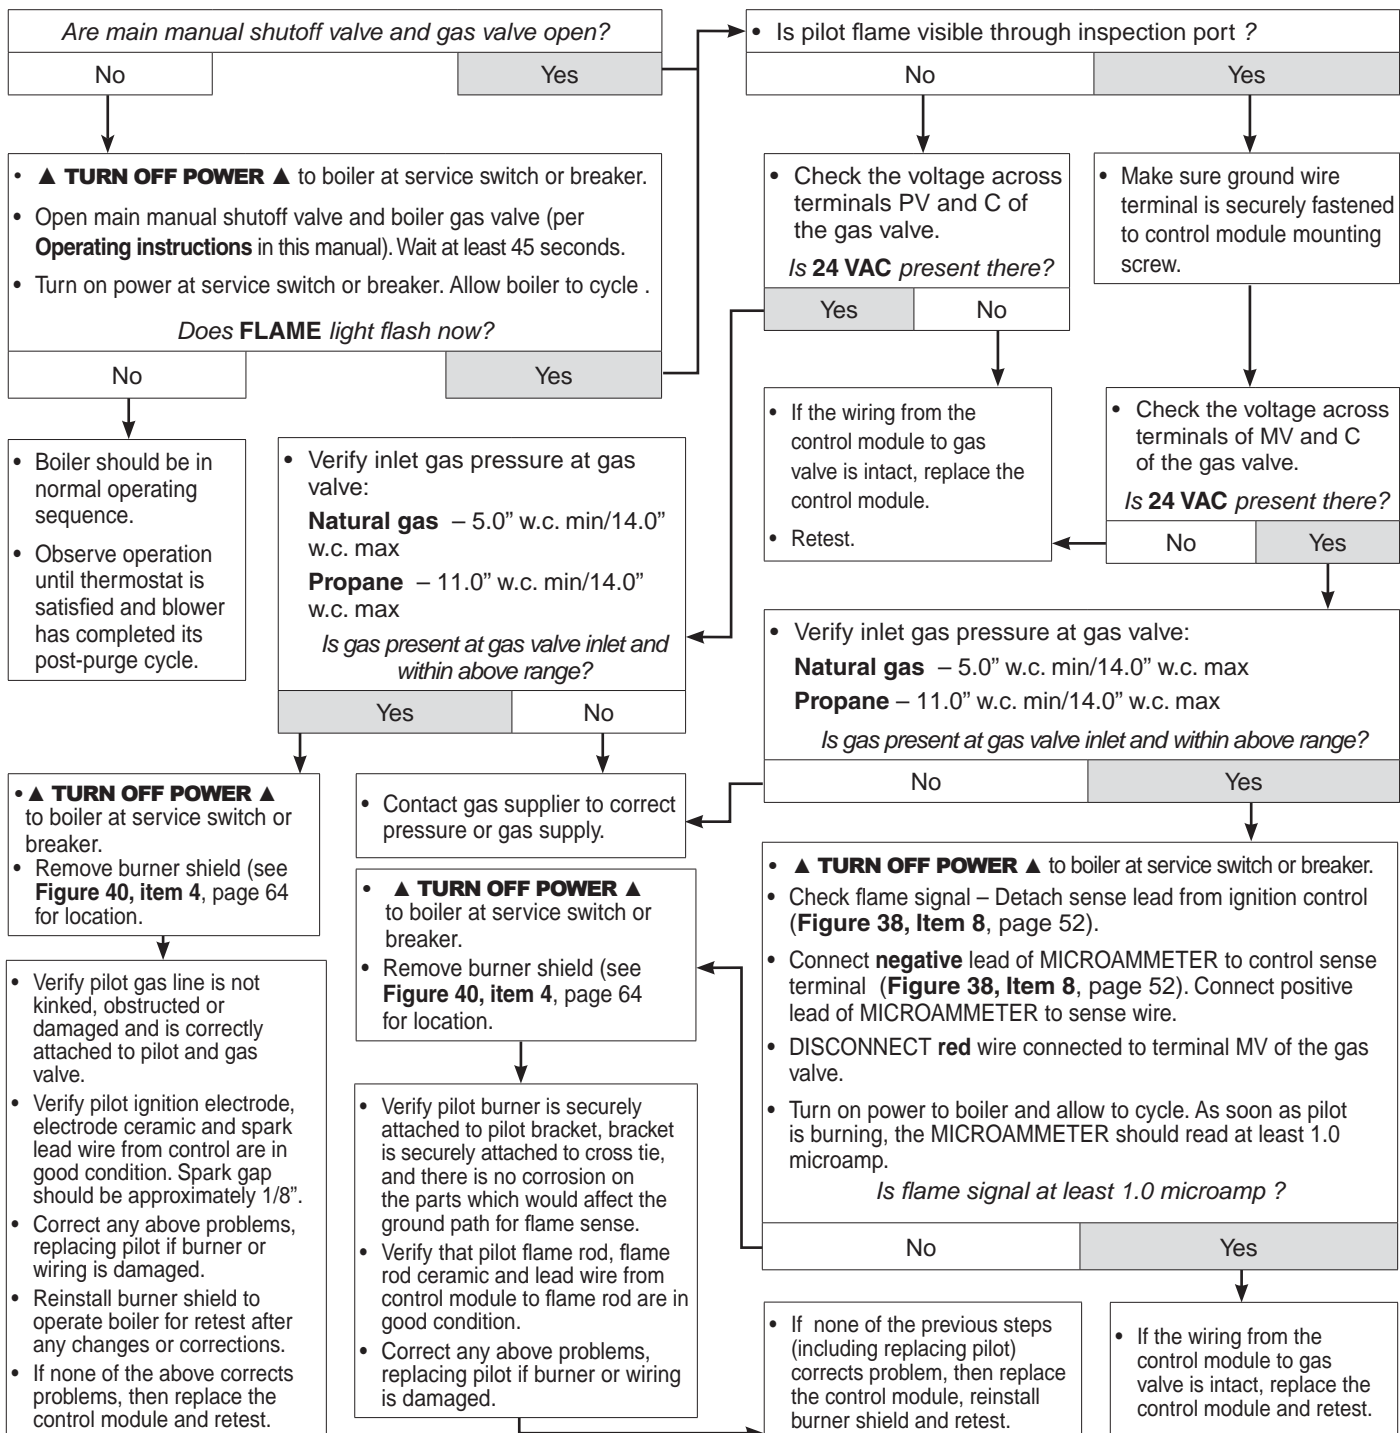 Are main manual shutoff valve and gas valve open?
No
Yes
• ▲ TURN OFF POWER ▲ to boiler at service switch or breaker.
• Open main manual shutoff valve and boiler gas valve (per
Operating instructions in this manual). Wait at least 45 seconds.
• Turn on power at service switch or breaker. Allow boiler to cycle .
Does FLAME light flash now?
No
Yes
• Boiler should be in
normal operating
sequence.
• Observe operation
until thermostat is
satisfied and blower
has completed its
post-purge cycle.
• Is pilot flame visible through inspection port ?
No
Yes
• Check the voltage across
terminals PV and C of
the gas valve.
Is 24 VAC present there?
Yes
No
• Make sure ground wire
terminal is securely fastened
to control module mounting
screw.
• If the wiring from the
control module to gas
valve is intact, replace the
control module.
• Retest.
• Check the voltage across
terminals of MV and C
of the gas valve.
Is 24 VAC present there?
No
Yes
• Verify inlet gas pressure at gas
valve:
Natural gas – 5.0” w.c. min/14.0”
w.c. max
Propane – 11.0” w.c. min/14.0”
w.c. max
Is gas present at gas valve inlet and
within above range?
Yes
No
• Verify inlet gas pressure at gas valve:
Natural gas – 5.0” w.c. min/14.0” w.c. max
Propane – 11.0” w.c. min/14.0” w.c. max
Is gas present at gas valve inlet and within above range?
No
Yes
• ▲ TURN OFF POWER ▲
to boiler at service switch or
breaker.
• Remove burner shield (see
Figure 40, item 4, page 64
for location.
• Contact gas supplier to correct
pressure or gas supply.
• ▲ TURN OFF POWER ▲
to boiler at service switch or
breaker.
• Remove burner shield (see
Figure 40, item 4, page 64
for location.
• ▲ TURN OFF POWER ▲ to boiler at service switch or breaker.
• Check flame signal – Detach sense lead from ignition control
(Figure 38, Item 8, page 52).
• Connect negative lead of MICROAMMETER to control sense
terminal (Figure 38, Item 8, page 52). Connect positive
lead of MICROAMMETER to sense wire.
• DISCONNECT red wire connected to terminal MV of the gas
valve.
• Turn on power to boiler and allow to cycle. As soon as pilot
is burning, the MICROAMMETER should read at least 1.0
microamp.
Is flame signal at least 1.0 microamp ?
No
Yes
• Verify pilot gas line is not
kinked, obstructed or
damaged and is correctly
attached to pilot and gas
valve.
• Verify pilot ignition electrode,
electrode ceramic and spark
lead wire from control are in
good condition. Spark gap
should be approximately 1/8”.
• Correct any above problems,
replacing pilot if burner or
wiring is damaged.
• Reinstall burner shield to
operate boiler for retest after
any changes or corrections.
• If none of the above corrects
problems, then replace the
control module and retest.
• Verify pilot burner is securely
attached to pilot bracket, bracket
is securely attached to cross tie,
and there is no corrosion on
the parts which would affect the
ground path for flame sense.
• Verify that pilot flame rod, flame
rod ceramic and lead wire from
control module to flame rod are in
good condition.
• Correct any above problems,
replacing pilot if burner or wiring
is damaged.
• If none of the previous steps
(including replacing pilot)
corrects problem, then replace
the control module, reinstall
burner shield and retest.
• If the wiring from the
control module to gas
valve is intact, replace the
control module and retest.